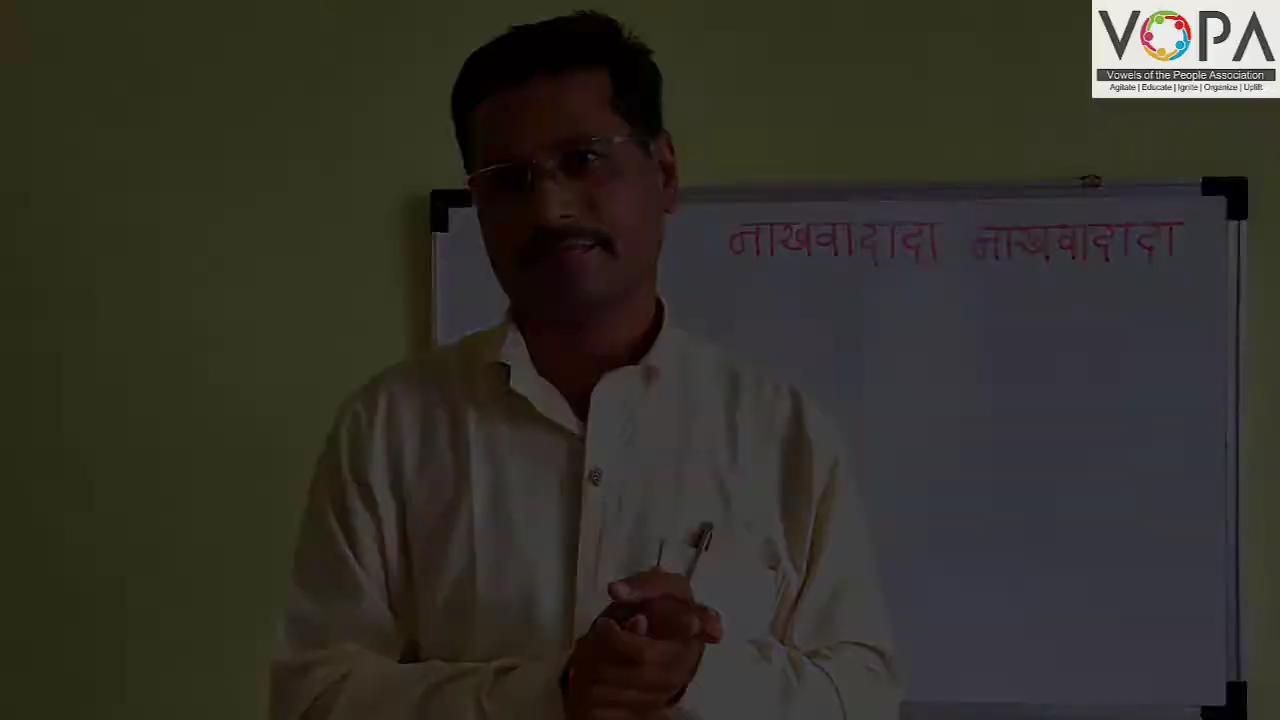 VOPA
Vowels of the People Association
Agitate | Educate | Ignite | Organize | Uplift
नाखवादादा नाखवादादा